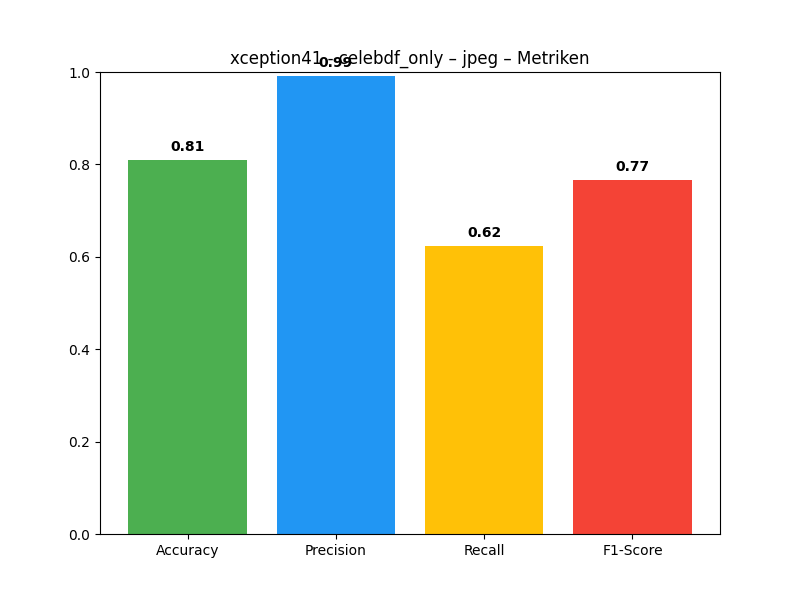 xception41 – celebdf_only – jpeg – Metriken
0.99
1.0
0.81
0.8
0.77
0.62
0.6
0.4
0.2
0.0
Accuracy
Precision
Recall
F1-Score